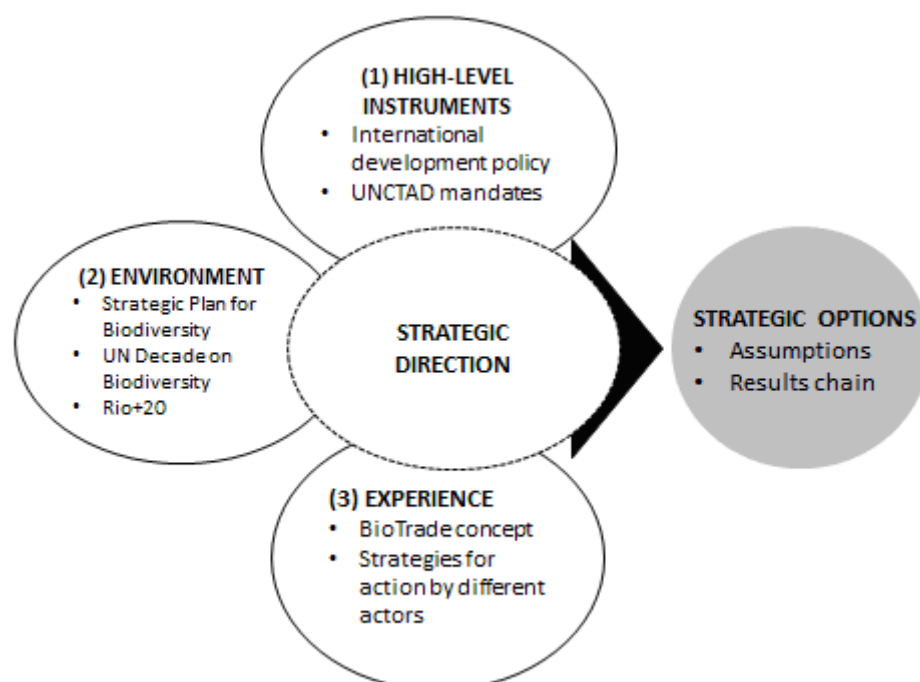 (1) HIGH-LEVEL
INSTRUMENTS
• International
development policy
• UNCTAD mandates
(2) ENVIRONMENT
• Strategic Plan for
Biodiversity
• UN Decade on
Biodiversity
• Rio+20
STRATEGIC
DIRECTION
STRATEGIC OPTIONS
• Assumptions
• Results chain
(3) EXPERIENCE
• BioTrade concept
• Strategies for
action by different
actors